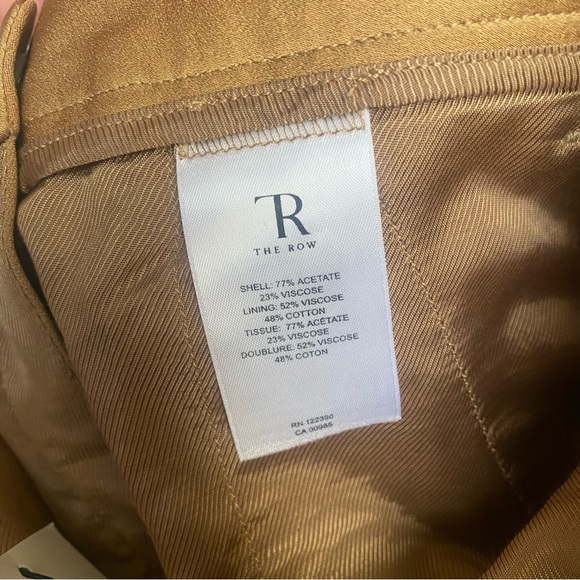 TR
THE ROW
SHELL: 77% ACETATE
23% VISCOSE
LINING: 52% VISCOSE
48% COTTON
TISSUE: 77% ACÉTATE
23% VISCOSE
DOUBLURE: 52% VISCOSE
48% COTON
RN 122390
CA 00986